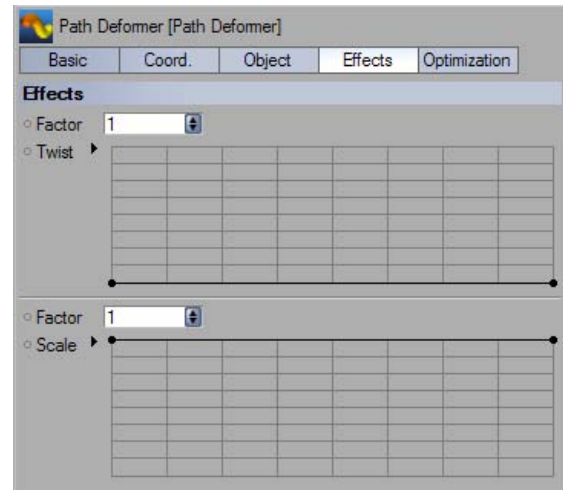 Path Deformer [Path Deformer]
Basic Coord. Object Effects Optimization
Effects
Factor 1
Twist
Factor 1
Scale